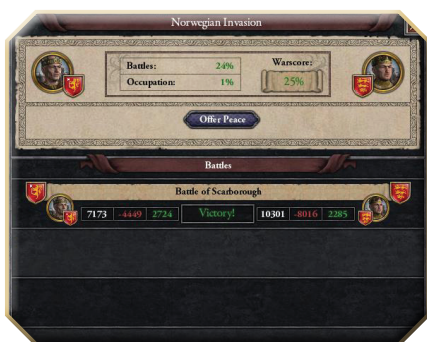 Norwegian Invasion
Battles: 24%
Warscore:
Occupation: 1%
25%
Offer Peace
Battles
Battle of Scarborough
7173 -4449 2724 Victory! 10301 -8016 2285